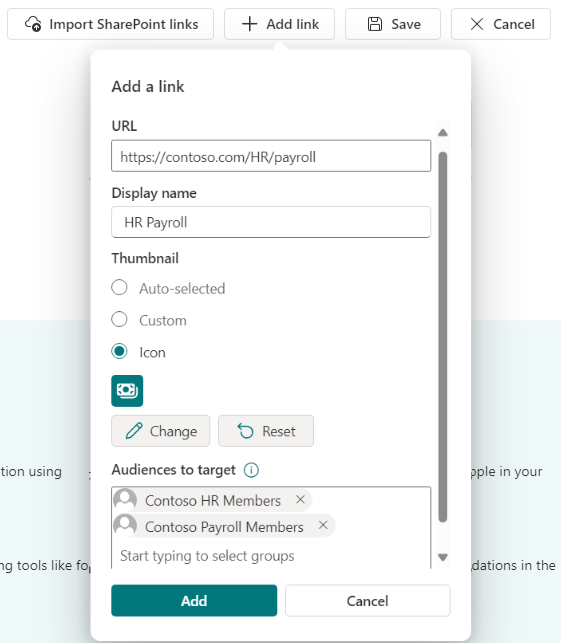 Import SharePoint links
Add link
Save
Cancel
Add a link
URL
https://contoso.com/HR/payroll
Display name
HR Payroll
Thumbnail
Auto-selected
Custom
Icon
Change
Reset
Audiences to target
tion using
ople in your
Contoso HR Members
Contoso Payroll Members
Start typing to select groups
ng tools like fo
dations in the
Add
Cancel